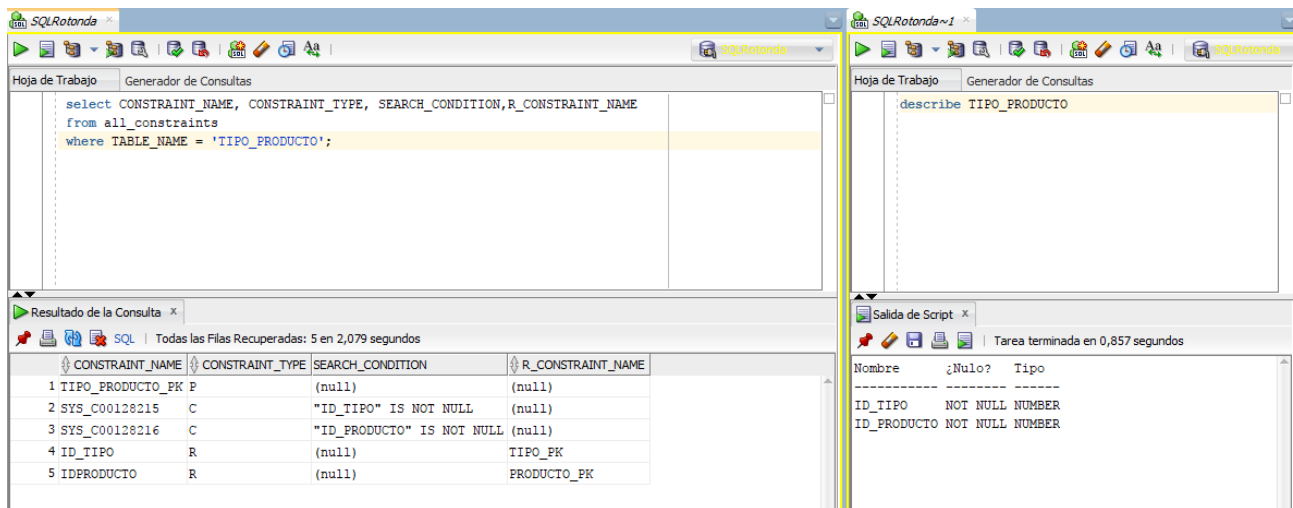 SQLRotonda
SQLRotonda
Hoja de Trabajo Generador de Consultas
select CONSTRAINT_NAME, CONSTRAINT_TYPE, SEARCH_CONDITION,R_CONSTRAINT_NAME
from all_constraints
where TABLE_NAME = 'TIPO_PRODUCTO';
Resultado de la Consulta x
SQL | Todas las Filas Recuperadas: 5 en 2,079 segundos
CONSTRAINT_NAME CONSTRAINT_TYPE SEARCH_CONDITION R_CONSTRAINT_NAME
1 TIPO_PRODUCTO_PK P (null) (null)
2 SYS_C00128215 C "ID_TIPO" IS NOT NULL (null)
3 SYS_C00128216 C "ID_PRODUCTO" IS NOT NULL (null)
4 ID_TIPO R (null) TIPO_PK
5 IDPRODUCTO R (null) PRODUCTO_PK
SQLRotonda~1
SQLRotonda
Hoja de Trabajo Generador de Consultas
describe TIPO_PRODUCTO
Salida de Script x
Tarea terminada en 0,857 segundos
Nombre ¿Nulo? Tipo
----------- -------- ------
ID_TIPO NOT NULL NUMBER
ID_PRODUCTO NOT NULL NUMBER